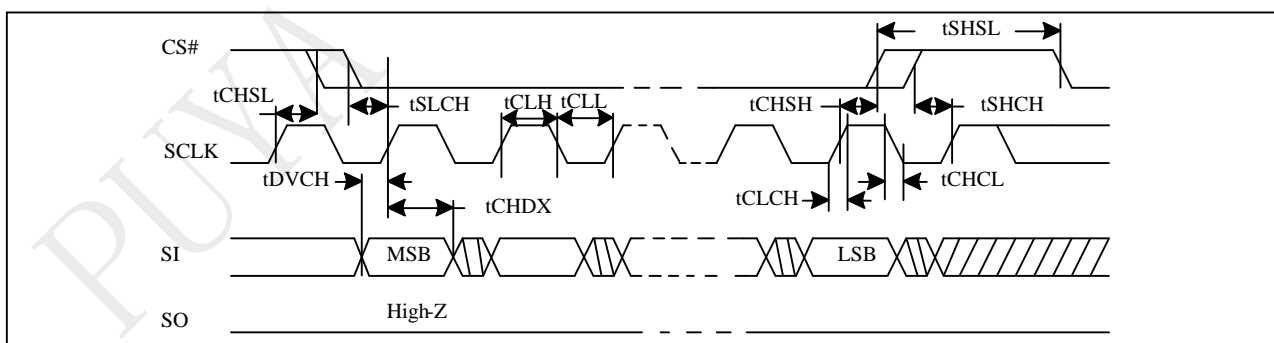 PUYA
tSHSL
CS#
tCHSL
tSLCH
tCLH
tCLL
tCHSH
tSHCH
SCLK
tDVCH
tCHDX
tCLCH
tCHCL
SI
MSB
LSB
SO
High-Z